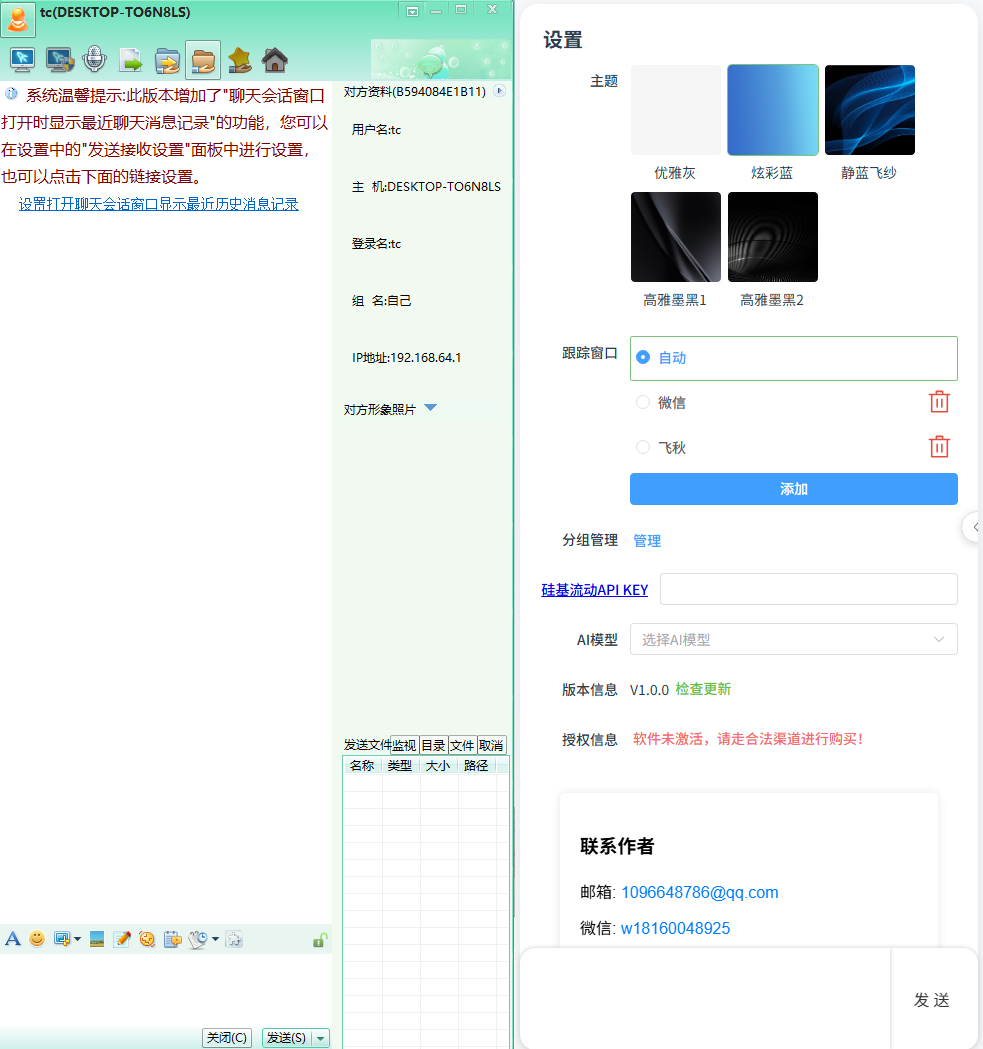 tc(DESKTOP-TO6N8LS)
系统温馨提示:此版本增加了"聊天会话窗口
打开时显示最近聊天消息记录"的功能，您可以
在设置中的"发送接收设置"面板中进行设置，
也可以点击下面的链接设置。
设置打开聊天会话窗口显示最近历史消息记录
关闭(C)
发送(S)
对方资料(B594084E1B11)
用户名:tc
主 机:DESKTOP-TO6N8LS
登录名:tc
组 名:自己
IP地址:192.168.64.1
对方形象照片
发送文件 监视 目录 文件 取消
名称 类型 大小 路径
设置
主题
优雅灰 炫彩蓝 静蓝飞纱
高雅墨黑1 高雅墨黑2
跟踪窗口 自动
微信
飞秋
添加
分组管理 管理
硅基流动API KEY
AI模型 选择AI模型
版本信息 V1.0.0 检查更新
授权信息 软件未激活，请走合法渠道进行购买！
联系作者
邮箱: 1096648786@qq.com
微信: w18160048925
发 送